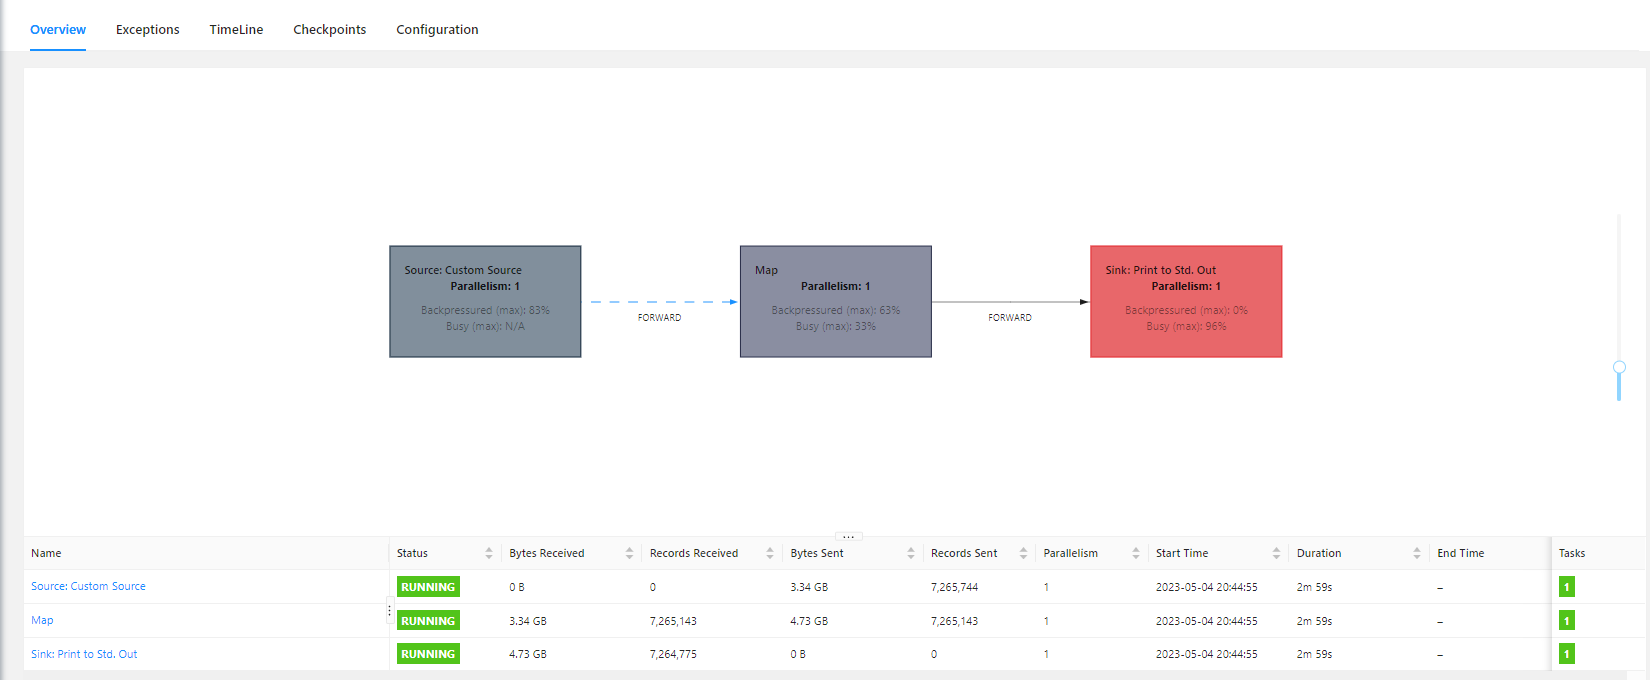 Overview Exceptions TimeLine Checkpoints Configuration
Source: Custom Source
Parallelism: 1
Backpressured (max): 83%
Busy (max): N/A
FORWARD
Map
Parallelism: 1
Backpressured (max): 63%
Busy (max): 33%
FORWARD
Sink: Print to Std. Out
Parallelism: 1
Backpressured (max): 0%
Busy (max): 96%
Name Status Bytes Received Records Received Bytes Sent Records Sent Parallelism Start Time Duration End Time Tasks
Source: Custom Source RUNNING 0 B 0 3.34 GB 7,265,744 1 2023-05-04 20:44:55 2m 59s – 1
Map RUNNING 3.34 GB 7,265,143 4.73 GB 7,265,143 1 2023-05-04 20:44:55 2m 59s – 1
Sink: Print to Std. Out RUNNING 4.73 GB 7,264,775 0 B 0 1 2023-05-04 20:44:55 2m 59s – 1